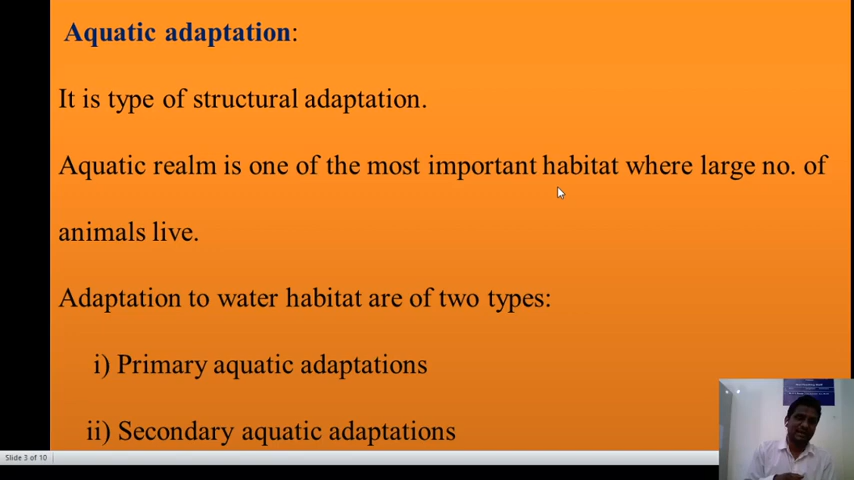 Aquatic adaptation:
It is type of structural adaptation.
Aquatic realm is one of the most important habitat where large no. of
animals live.
Adaptation to water habitat are of two types:
i) Primary aquatic adaptations
ii) Secondary aquatic adaptations
Slide 3 of 10